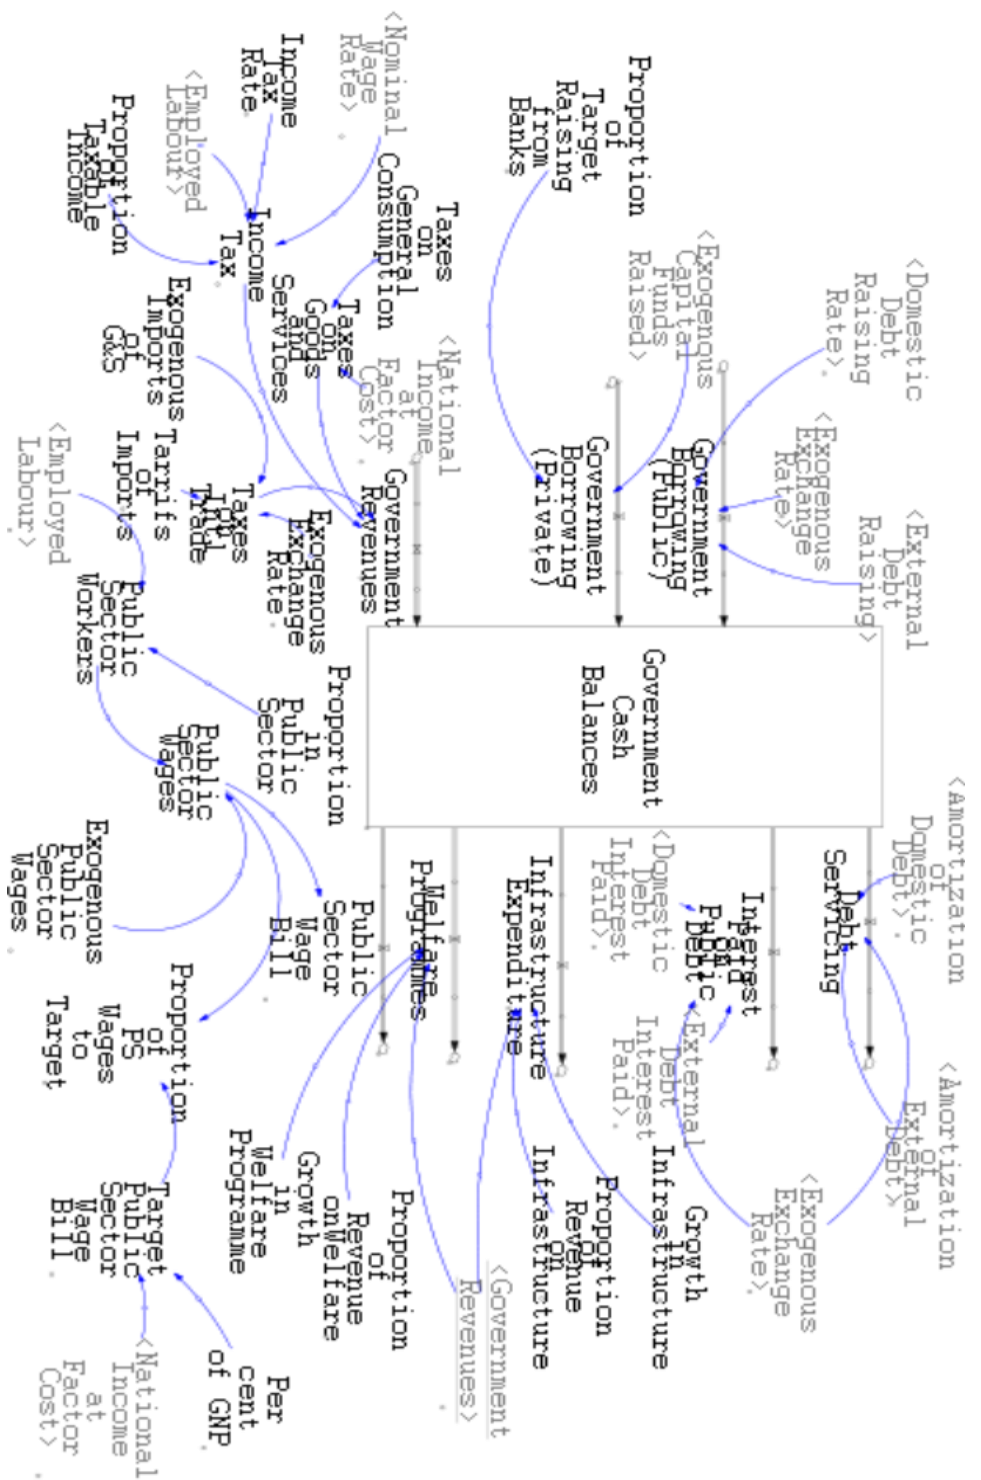 <Domestic
Debt
Raising
Rate>
<Exogenous
Exchange
Rate>
<External
Debt
Raising>
<Amortization
of
Domestic
Debt>
<Amortization
of
External
Debt>
<Exogenous
Exchange
Rate>
<Exogenous
Capital
Funds
Raised>
Proportion
of
Target
Raising
from
Banks
Government
Borrowing
(Public)
Government
Borrowing
(Private)
Government
Cash
Balances
Debt
Servicing
Interest
Paid
on
Public
Debt
<Domestic
Debt
Interest
Paid>
<External
Debt
Interest
Paid>
Infrastructure
Expenditure
Growth
in
Infrastructure
Proportion
of
Revenue
on
Infrastructure
<Government
Revenues>
Welfare
Programmes
Proportion
of
Revenue
onWelfare
Growth
in
Welfare
Programme
<National
Income
at
Factor
Cost>
Government
Revenues
Taxes
on
General
Consumption
Taxes
on
Goods
and
Services
<Nominal
Wage
Rate>
Income
Tax
Rate
<Employed
Labour>
Proportion
of
Taxable
Income
Income
Tax
Exogenous
Imports
of
G&S
Tarrifs
of
Imports
Taxes
Intl
Trade
Exogenous
Exchange
Rate
<Employed
Labour>
Public
Sector
Workers
Proportion
in
Public
Sector
Public
Sector
Wages
Exogenous
Public
Sector
Wages
Public
Sector
Wage
Bill
Proportion
of
PS
Wages
to
Target
Target
Public
Sector
Wage
Bill
Per
cent
of GNP
<National
Income
at
Factor
Cost>